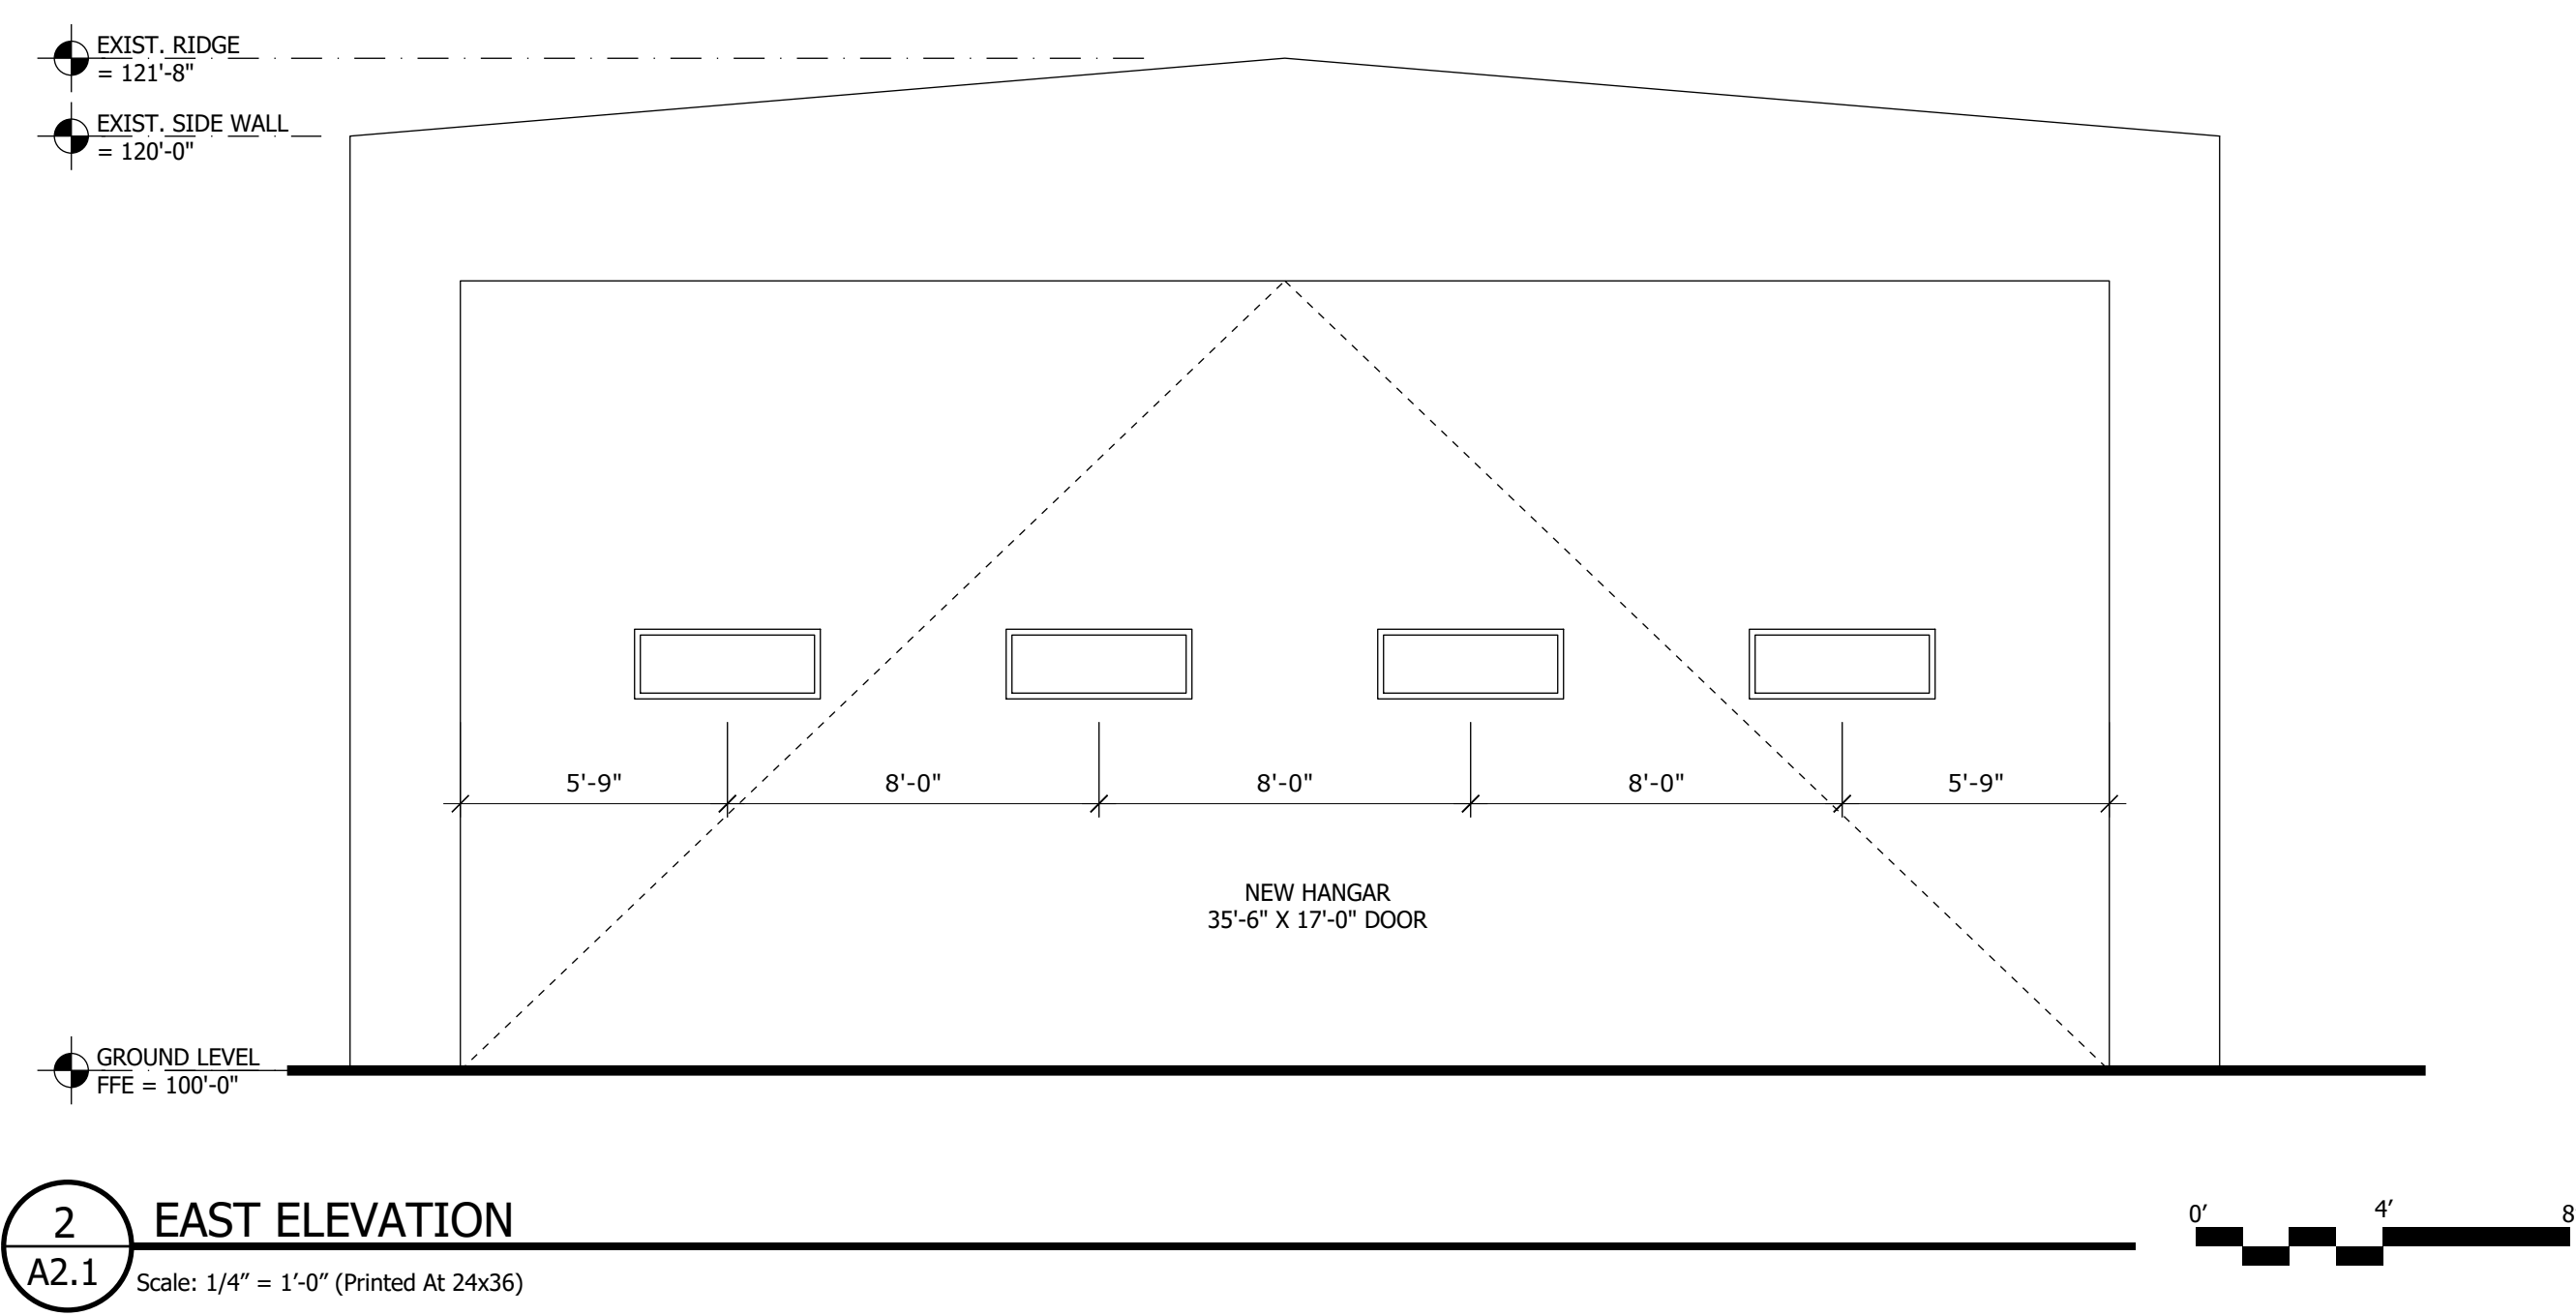 EXIST. RIDGE
= 121'-8"
EXIST. SIDE WALL
= 120'-0"
5'-9" 8'-0" 8'-0" 8'-0" 5'-9"
NEW HANGAR
35'-6" X 17'-0" DOOR
GROUND LEVEL
FFE = 100'-0"
2
A2.1
EAST ELEVATION
Scale: 1/4″ = 1′-0″ (Printed At 24x36)
0′ 4′ 8